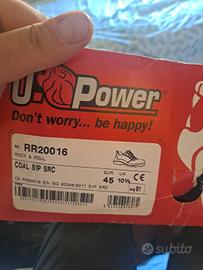 U. Power
Don't worry... be happy!
RR20016
ROCK & ROLL
COAL S1P SRC
EUR UK
45 10½
CE RR20016 EN ISO 20345:2011 S1P SRC
subito